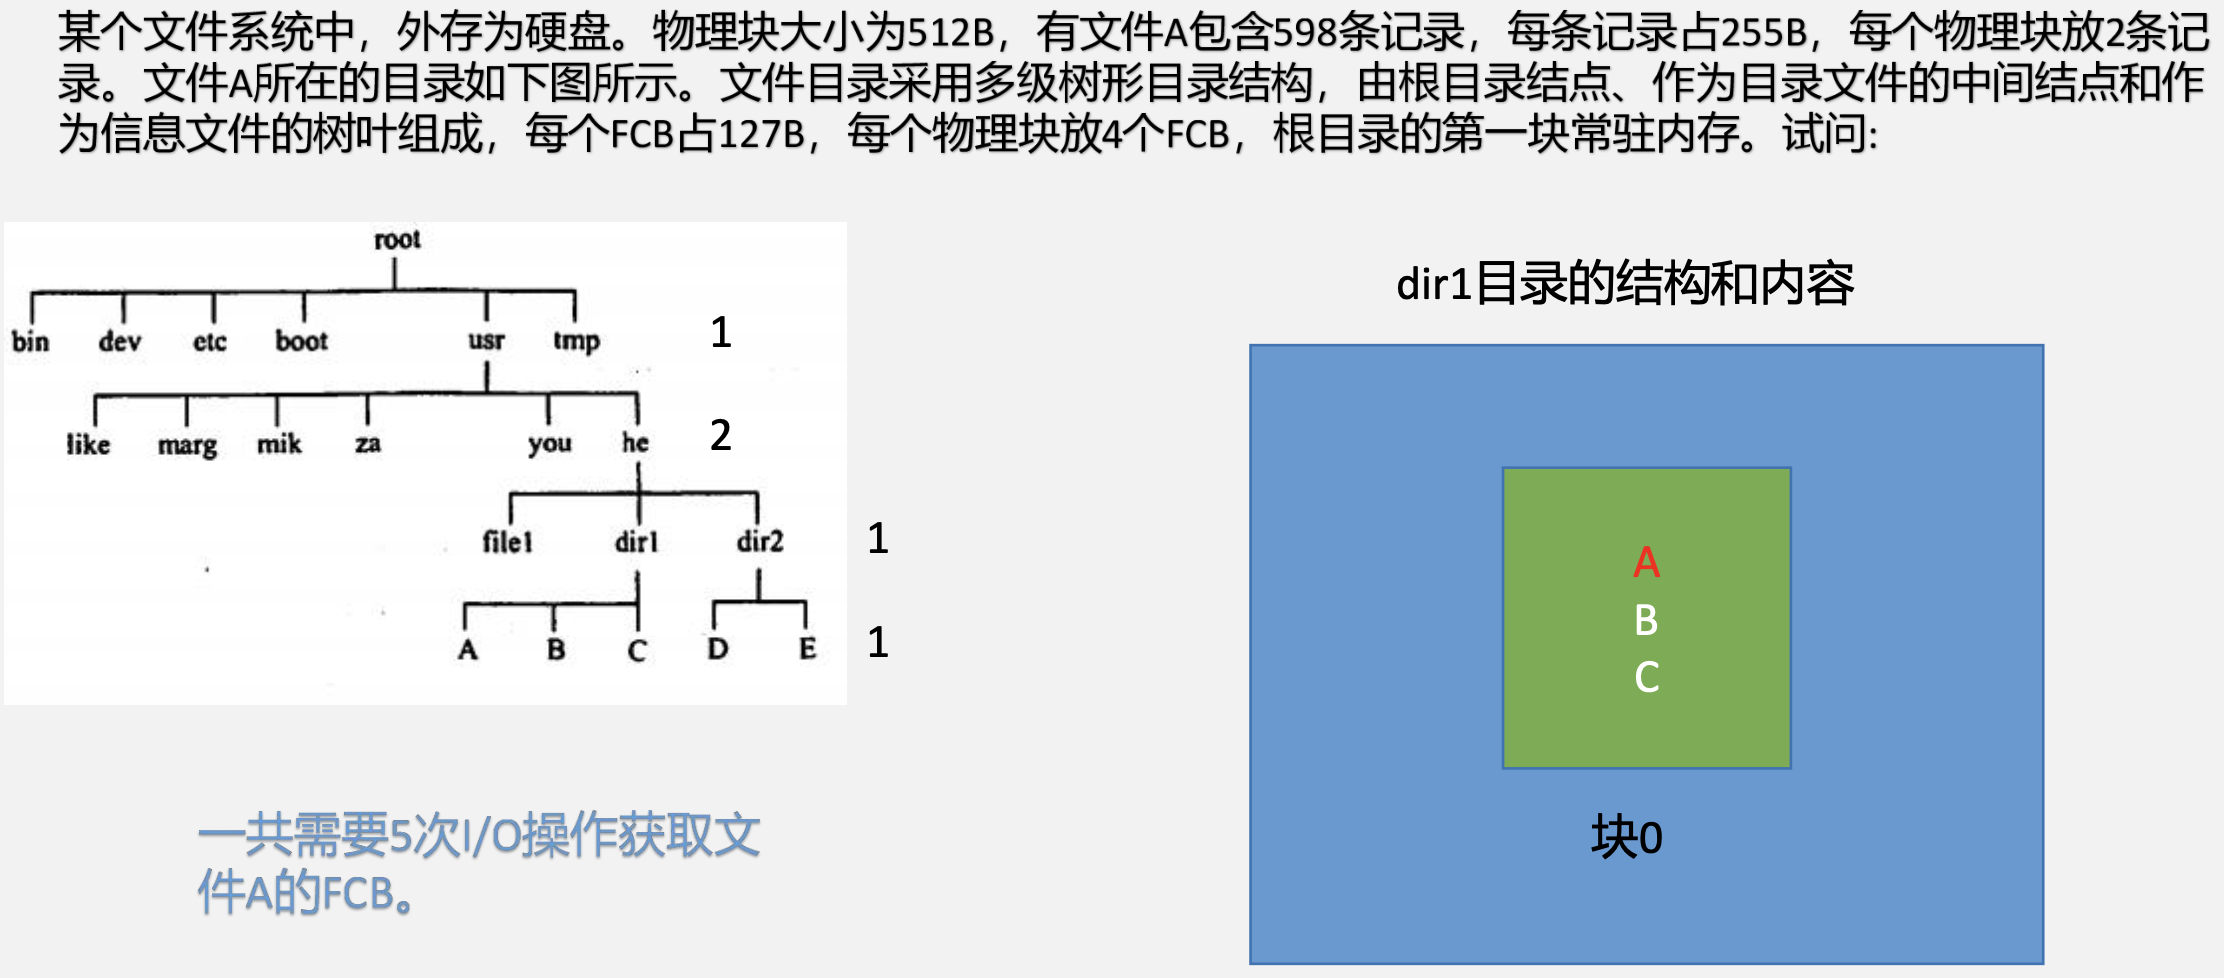 某个文件系统中，外存为硬盘。物理块大小为512B，有文件A包含598条记录，每条记录占255B，每个物理块放2条记
录。文件A所在的目录如下图所示。文件目录采用多级树形目录结构，由根目录结点、作为目录文件的中间结点和作
为信息文件的树叶组成，每个FCB占127B，每个物理块放4个FCB，根目录的第一块常驻内存。试问:
root
bin dev etc boot usr tmp 1
like marg mik za you he 2
file1 dir1 dir2 1
A B C D E 1
一共需要5次I/O操作获取文
件A的FCB。
dir1目录的结构和内容
A
B
C
块0